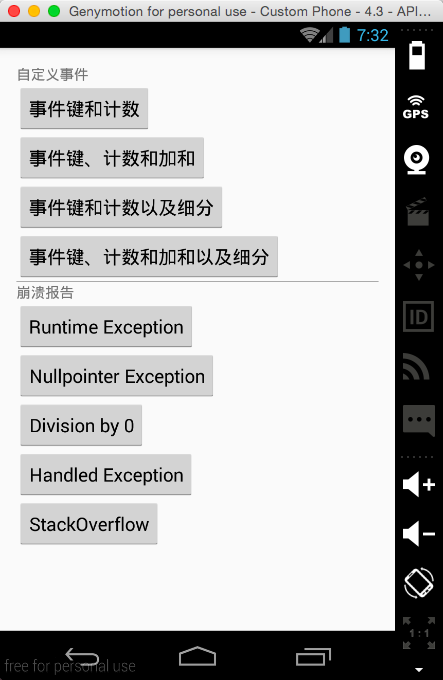 Genymotion for personal use - Custom Phone - 4.3 - API...
7:32
自定义事件
事件键和计数
事件键、计数和加和
事件键和计数以及细分
事件键、计数和加和以及细分
崩溃报告
Runtime Exception
Nullpointer Exception
Division by 0
Handled Exception
StackOverflow
free for personal use
GPS
ID
1:1